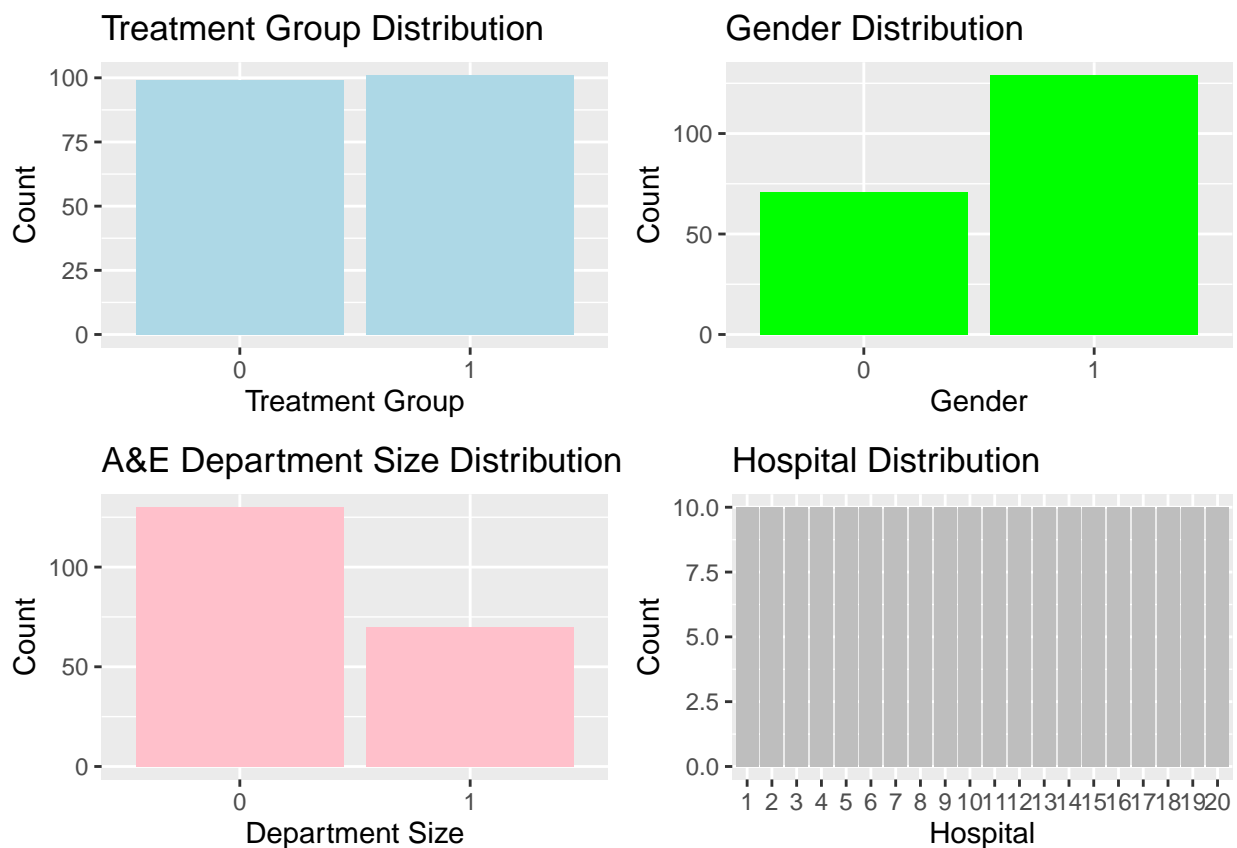 Treatment Group Distribution
100
75
50
25
0
Count
0 1
Treatment Group
Gender Distribution
100
50
0
Count
0 1
Gender
A&E Department Size Distribution
100
50
0
Count
0 1
Department Size
Hospital Distribution
10.0
7.5
5.0
2.5
0.0
Count
1 2 3 4 5 6 7 8 9 10 11 12 13 14 15 16 17 18 19 20
Hospital